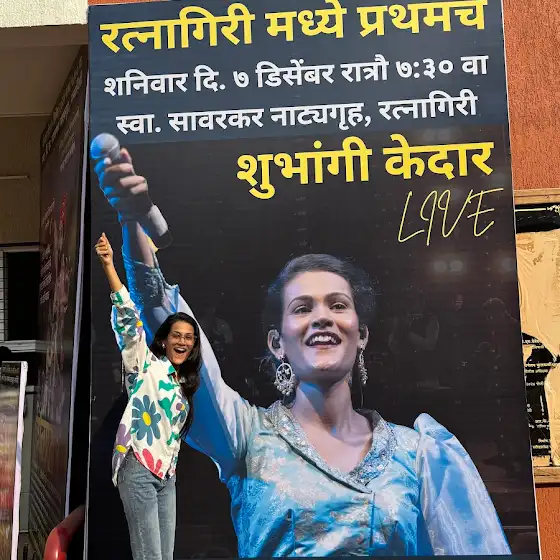 रत्नागिरी मध्ये प्रथमच
शनिवार दि. ७ डिसेंबर रात्रौ ७:३० वा
स्वा. सावरकर नाट्यगृह, रत्नागिरी
शुभांगी केदार
LIVE